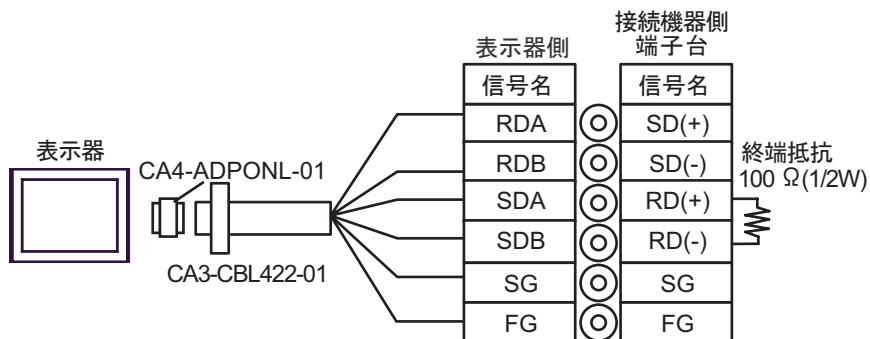 表示器
CA4-ADPONL-01
CA3-CBL422-01
表示器側
信号名
RDA
RDB
SDA
SDB
SG
FG
接続機器側
端子台
信号名
SD(+)
SD(-)
RD(+)
RD(-)
SG
FG
終端抵抗
100 Ω(1/2W)